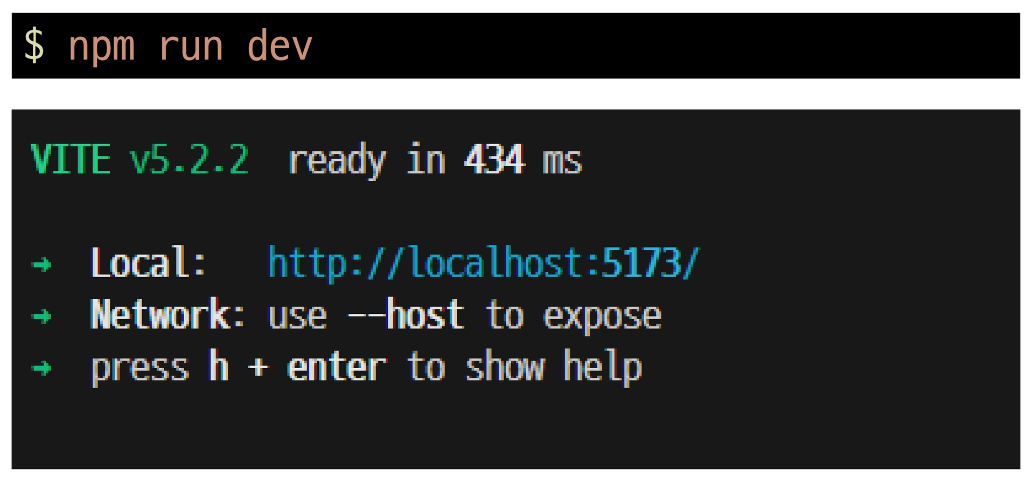 $ npm run dev
VITE v5.2.2 ready in 434 ms
➜ Local: http://localhost:5173/
➜ Network: use --host to expose
➜ press h + enter to show help